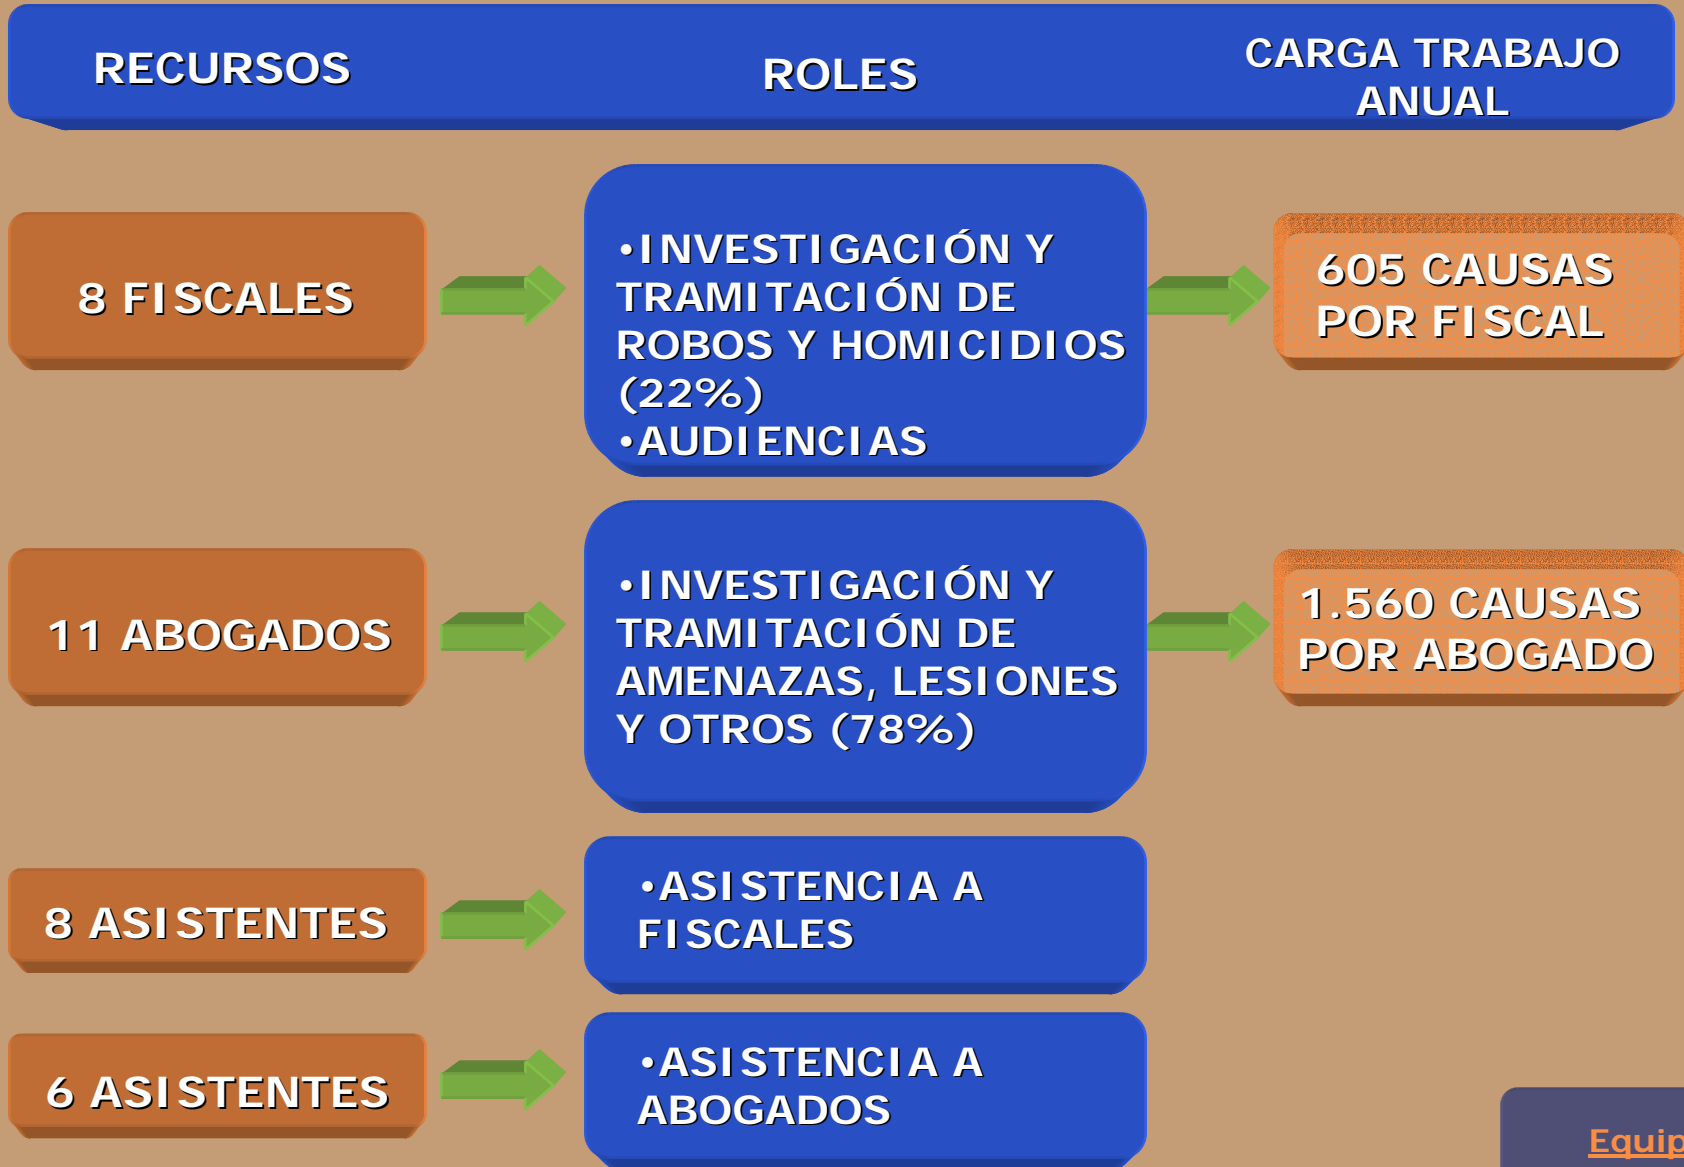 RECURSOS
ROLES
CARGA TRABAJO
ANUAL
8 FISCALES
•INVESTIGACIÓN Y
TRAMITACIÓN DE
ROBOS Y HOMICIDIOS
(22%)
•AUDIENCIAS
605 CAUSAS
POR FISCAL
11 ABOGADOS
•INVESTIGACIÓN Y
TRAMITACIÓN DE
AMENAZAS, LESIONES
Y OTROS (78%)
1.560 CAUSAS
POR ABOGADO
8 ASISTENTES
•ASISTENCIA A
FISCALES
6 ASISTENTES
•ASISTENCIA A
ABOGADOS
Equip